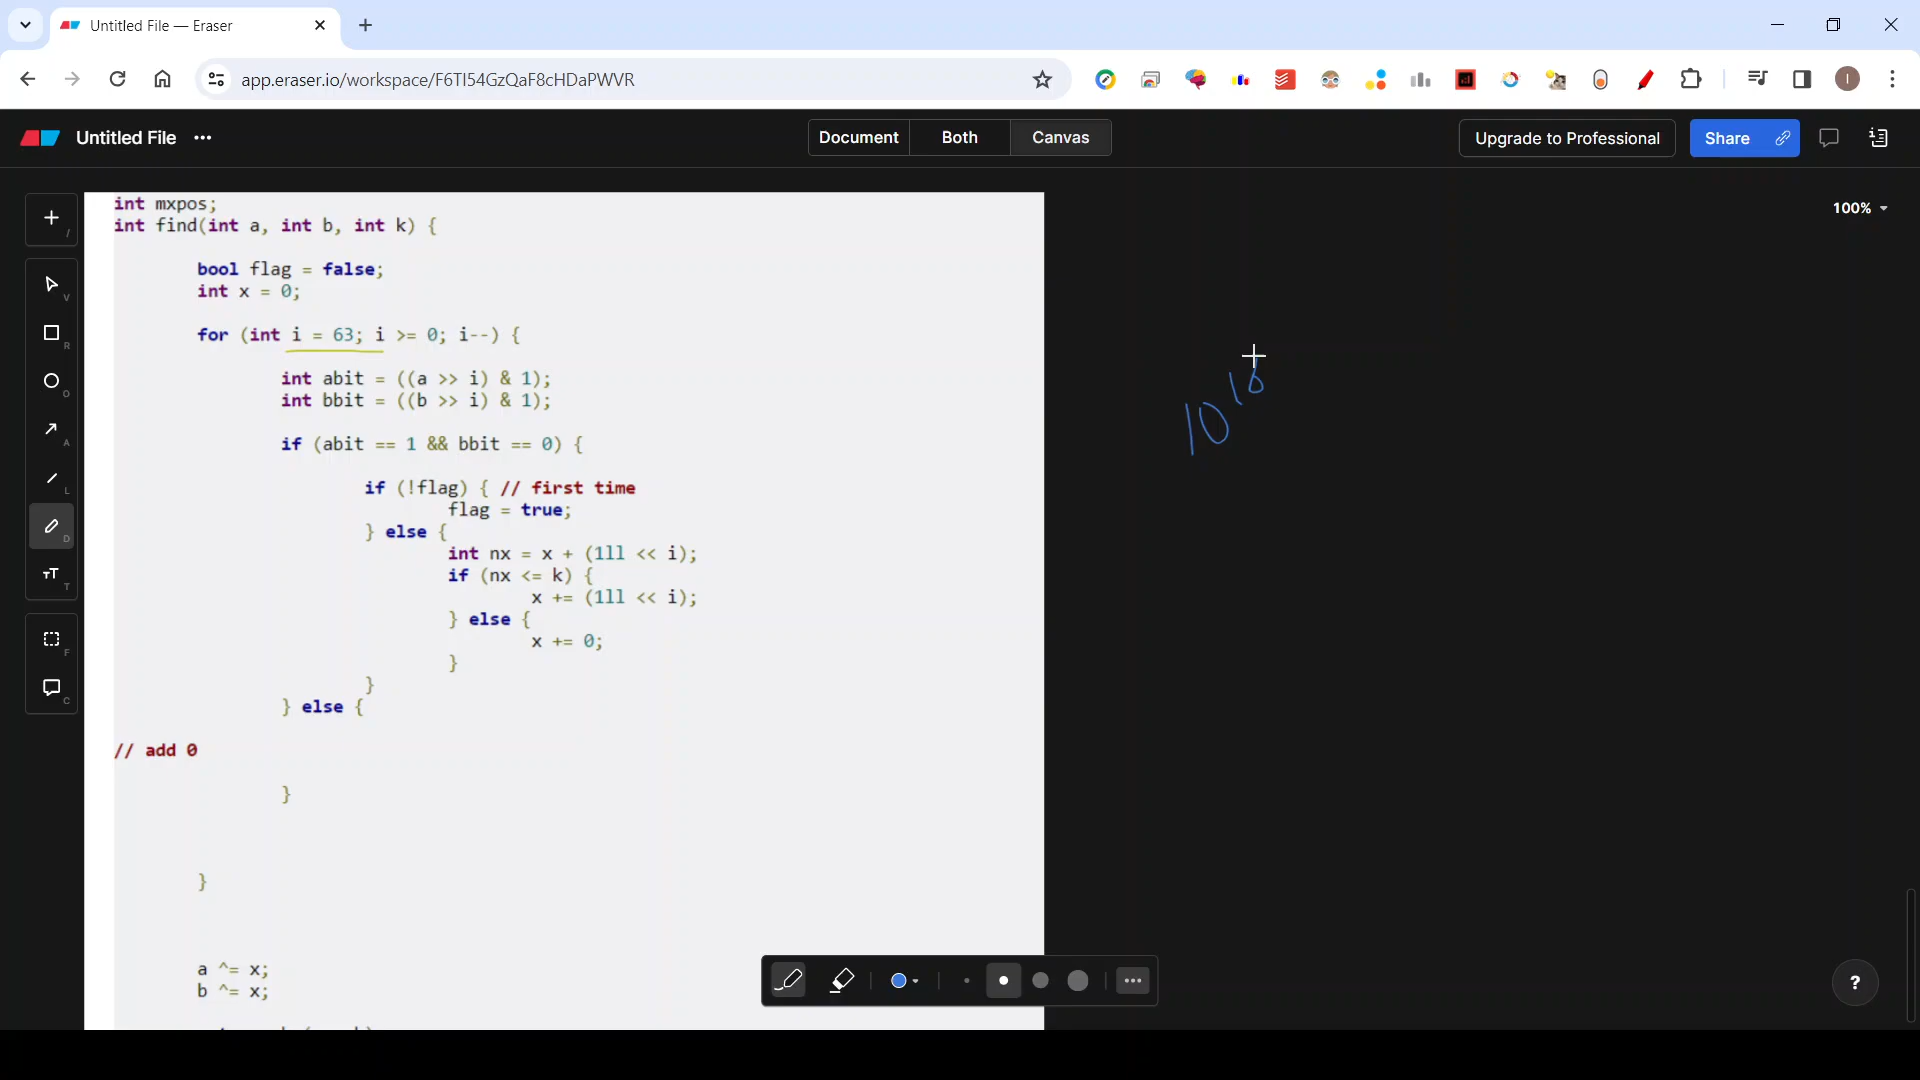 Untitled File — Eraser
app.eraser.io/workspace/F6TI54GzQaF8cHDaPWVR
I
Untitled File
Document Both Canvas
Upgrade to Professional
Share
100%
/
V
R
O
A
L
D
T
F
C
int mxpos;
int find(int a, int b, int k) {
bool flag = false;
int x = 0;
for (int i = 63; i >= 0; i--) {
int abit = ((a >> i) & 1);
int bbit = ((b >> i) & 1);
if (abit == 1 && bbit == 0) {
if (!flag) { // first time
flag = true;
} else {
int nx = x + (1ll << i);
if (nx <= k) {
x += (1ll << i);
} else {
x += 0;
}
}
} else {
// add 0
}
}
a ^= x;
b ^= x;
10^18
?